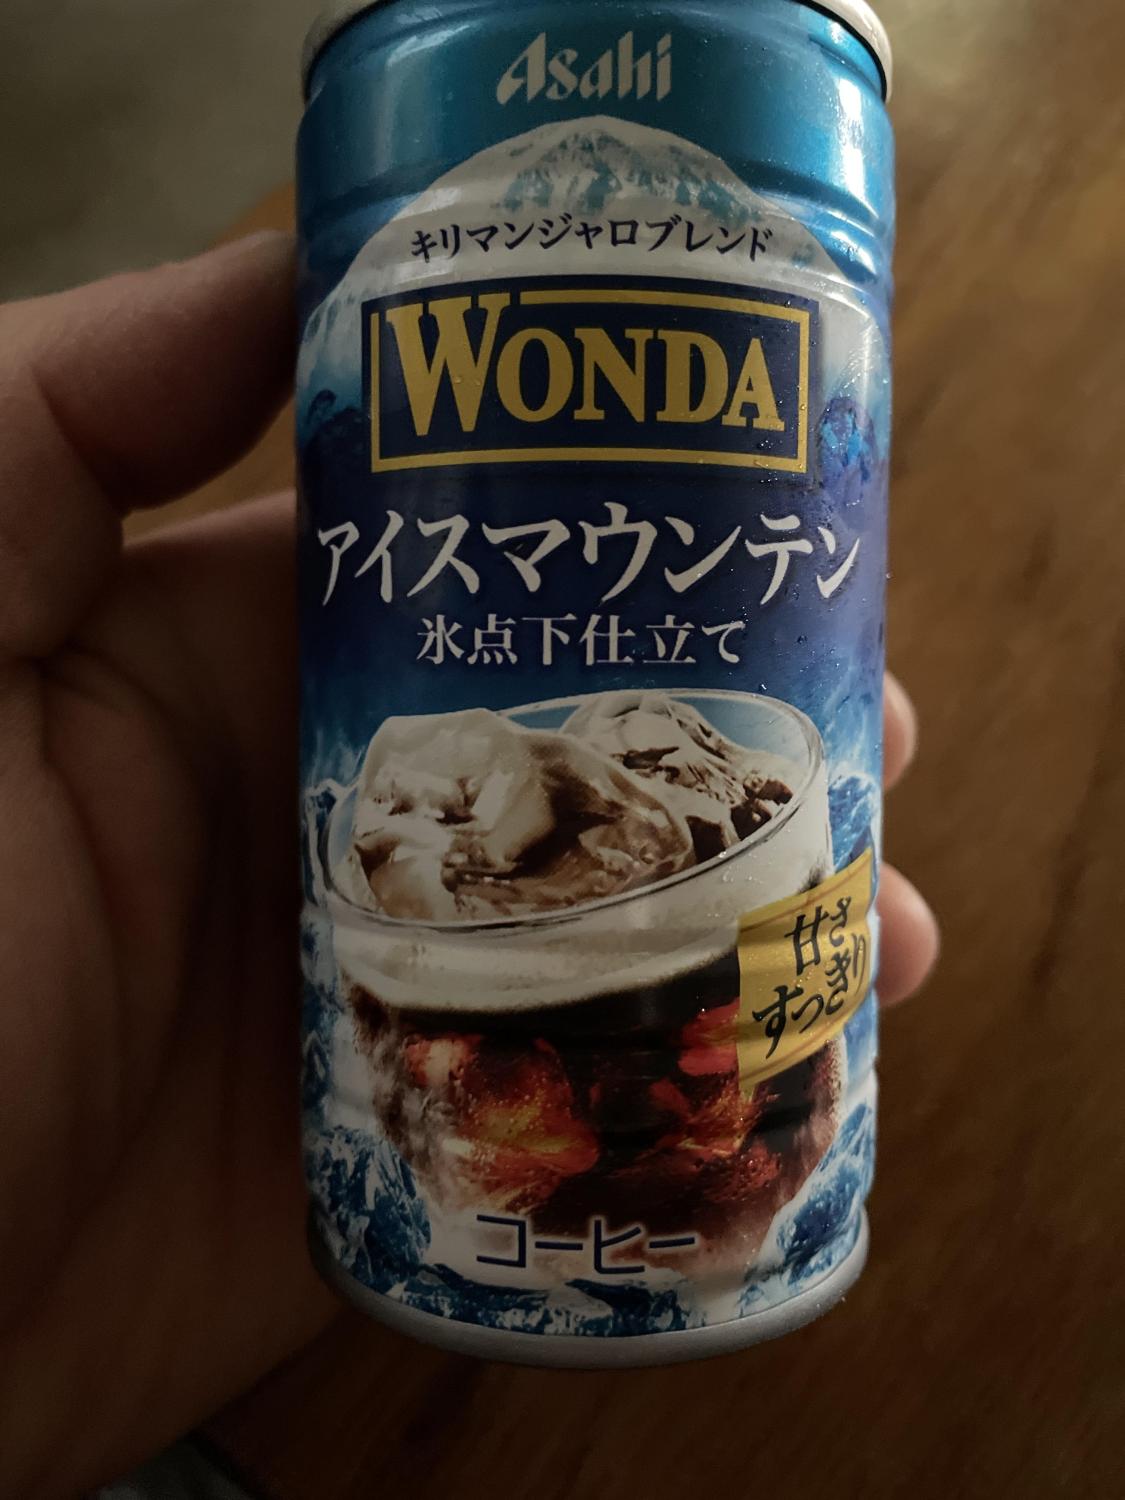 Asahi
キリマンジャロブレンド
WONDA
アイスマウンテン
氷点下仕立て
甘さ
すっきり
コーヒー